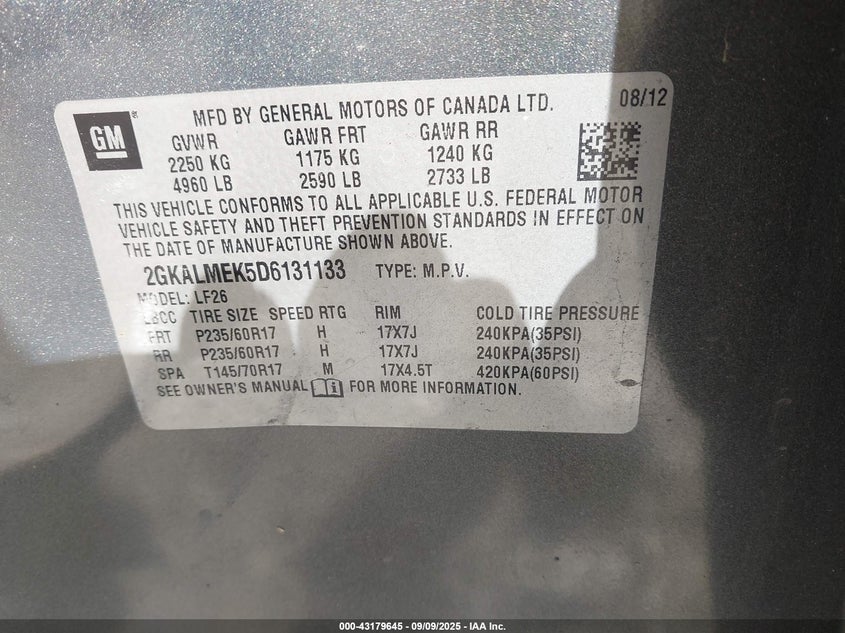 MFD BY GENERAL MOTORS OF CANADA LTD. 08/12
GM
GVWR GAWR FRT GAWR RR
2250 KG 1175 KG 1240 KG
4960 LB 2590 LB 2733 LB
THIS VEHICLE CONFORMS TO ALL APPLICABLE U.S. FEDERAL MOTOR
VEHICLE SAFETY AND THEFT PREVENTION STANDARDS IN EFFECT ON
THE DATE OF MANUFACTURE SHOWN ABOVE.
2GKALMEK5D6131133 TYPE: M.P.V.
MODEL: LF26
LOCC TIRE SIZE SPEED RTG RIM COLD TIRE PRESSURE
FRT P235/60R17 H 17X7J 240KPA(35PSI)
RR P235/60R17 H 17X7J 240KPA(35PSI)
SPA T145/70R17 M 17X4.5T 420KPA(60PSI)
SEE OWNER'S MANUAL FOR MORE INFORMATION.
000-43179645 - 09/09/2025 - IAA Inc.